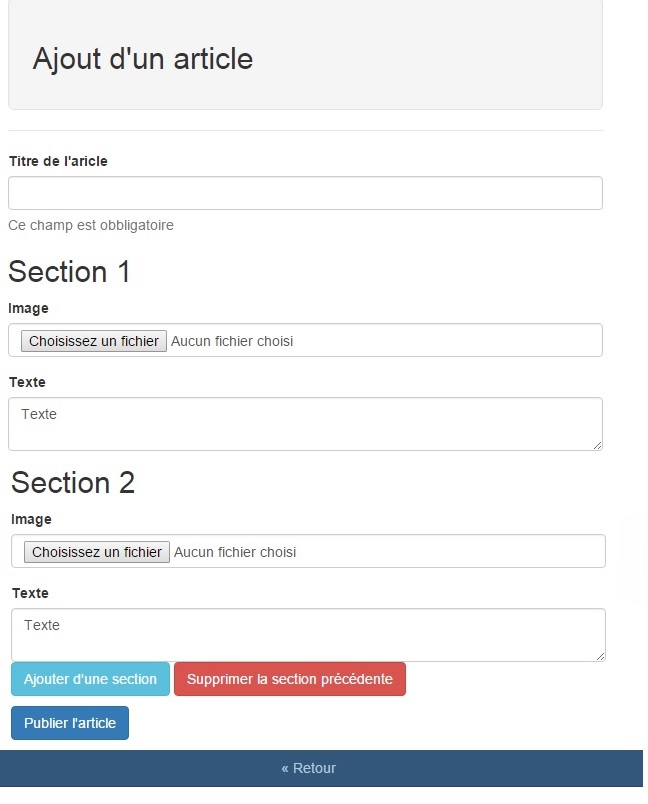 Ajout d'un article
Titre de l'aricle
Ce champ est obbligatoire
Section 1
Image
Choisissez un fichier Aucun fichier choisi
Texte
Texte
Section 2
Image
Choisissez un fichier Aucun fichier choisi
Texte
Texte
Ajouter d'une section Supprimer la section précédente
Publier l'article
« Retour